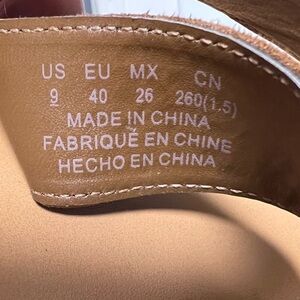 US EU MX CN
9 40 26 260(1.5)
MADE IN CHINA
FABRIQUÉ EN CHINE
HECHO EN CHINA